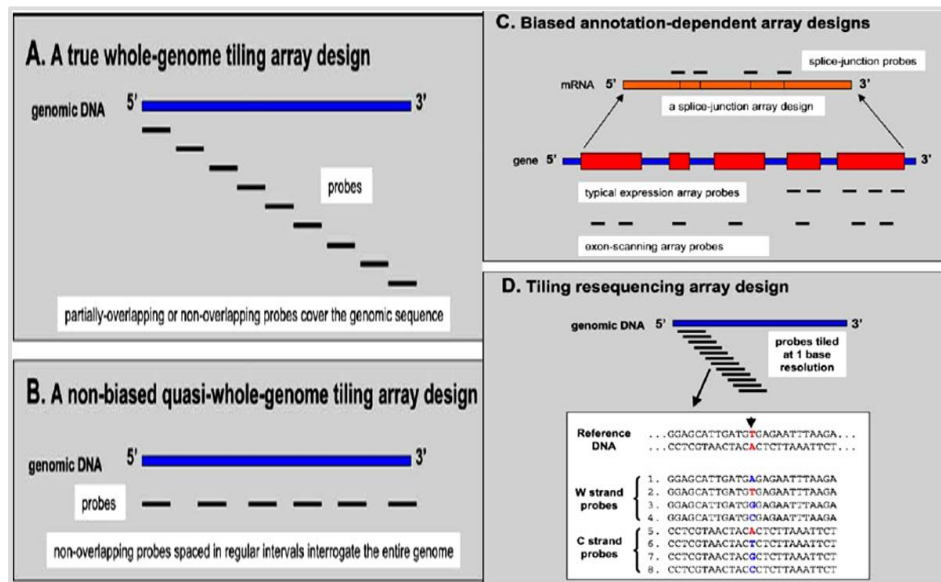 A. A true whole-genome tiling array design
5’ 3’
genomic DNA
probes
partially-overlapping or non-overlapping probes cover the genomic sequence
B. A non-biased quasi-whole-genome tiling array design
5’ 3’
genomic DNA
probes
non-overlapping probes spaced in regular intervals interrogate the entire genome
C. Biased annotation-dependent array designs
splice-junction probes
mRNA 5’ 3’
a splice-junction array design
gene 5’ 3’
typical expression array probes
exon-scanning array probes
D. Tiling resequencing array design
genomic DNA 5’ 3’
probes tiled
at 1 base
resolution
Reference
DNA
...GGAGCATTGATGTGAGAATTTAAGA...
...CCTCGTAACTACACTCTTAAATTCT...
W strand
probes
1. GGAGCATTGATGAGAGAATTTAAGA
2. GGAGCATTGATGTGAGAATTTAAGA
3. GGAGCATTGATGGGAGAATTTAAGA
4. GGAGCATTGATGCGAGAATTTAAGA
C strand
probes
5. CCTCGTAACTACACTCTTAAATTCT
6. CCTCGTAACTACTCTCTTAAATTCT
7. CCTCGTAACTACGCTCTTAAATTCT
8. CCTCGTAACTACCCTCTTAAATTCT